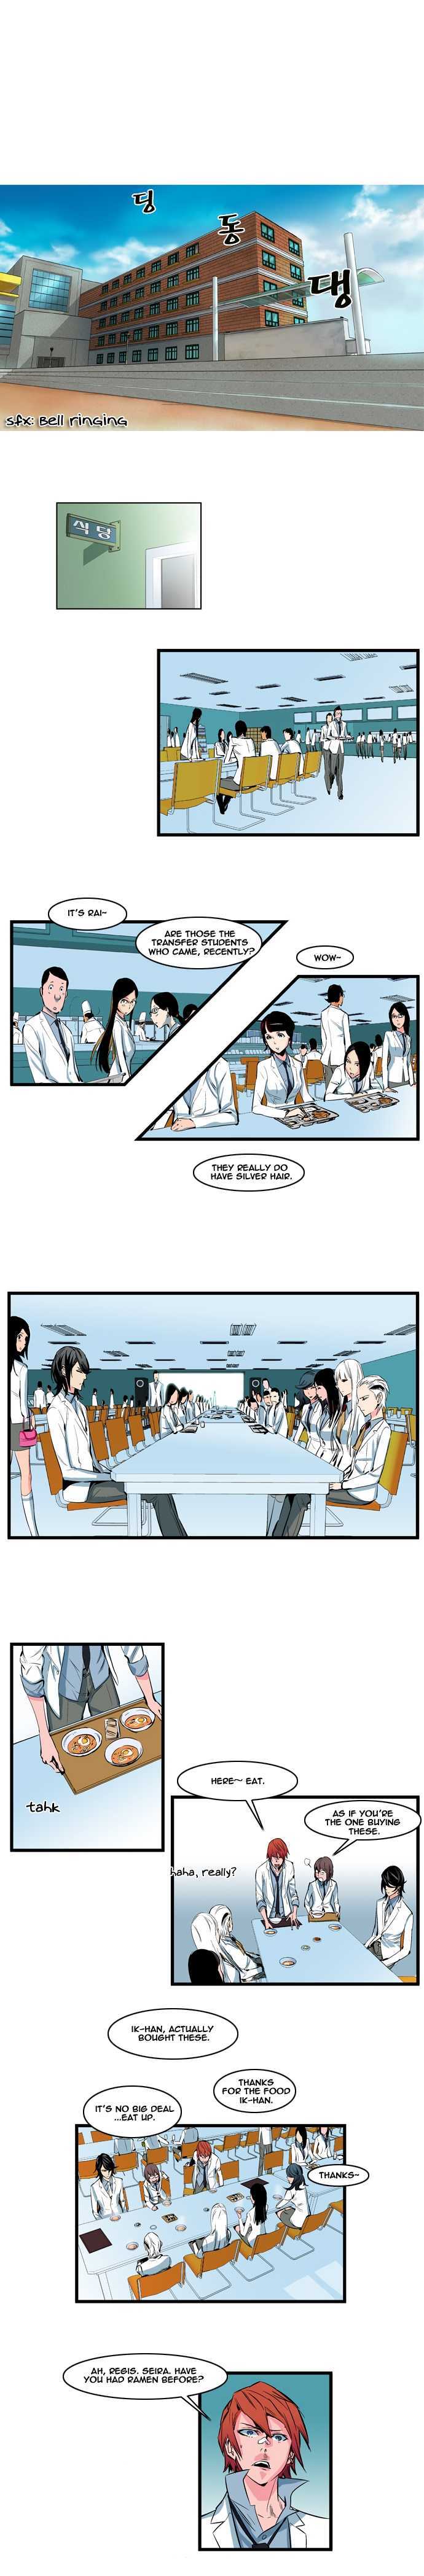 딩
동
댕
sfx: Bell ringing
식당
IT'S RAI~
ARE THOSE THE
TRANSFER STUDENTS
WHO CAME, RECENTLY?
WOW~
THEY REALLY DO
HAVE SILVER HAIR.
tahk
HERE~ EAT.
AS IF YOU'RE
THE ONE BUYING
THESE.
haha, really?
IK-HAN, ACTUALLY
BOUGHT THESE.
THANKS
FOR THE FOOD
IK-HAN.
IT'S NO BIG DEAL
...EAT UP.
THANKS~
AH, REGIS. SEIRA. HAVE
YOU HAD RAMEN BEFORE?